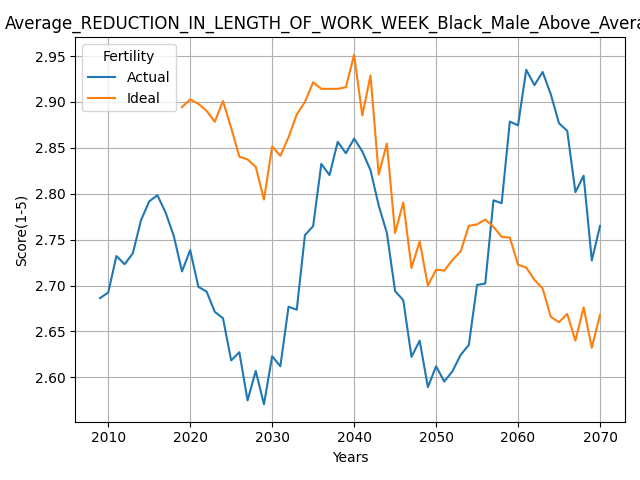 Average_REDUCTION_IN_LENGTH_OF_WORK_WEEK_Black_Male_Above_Avera
Fertility
Actual
Ideal
2.95
2.90
2.85
2.80
2.75
2.70
2.65
2.60
Score(1-5)
2010 2020 2030 2040 2050 2060 2070
Years